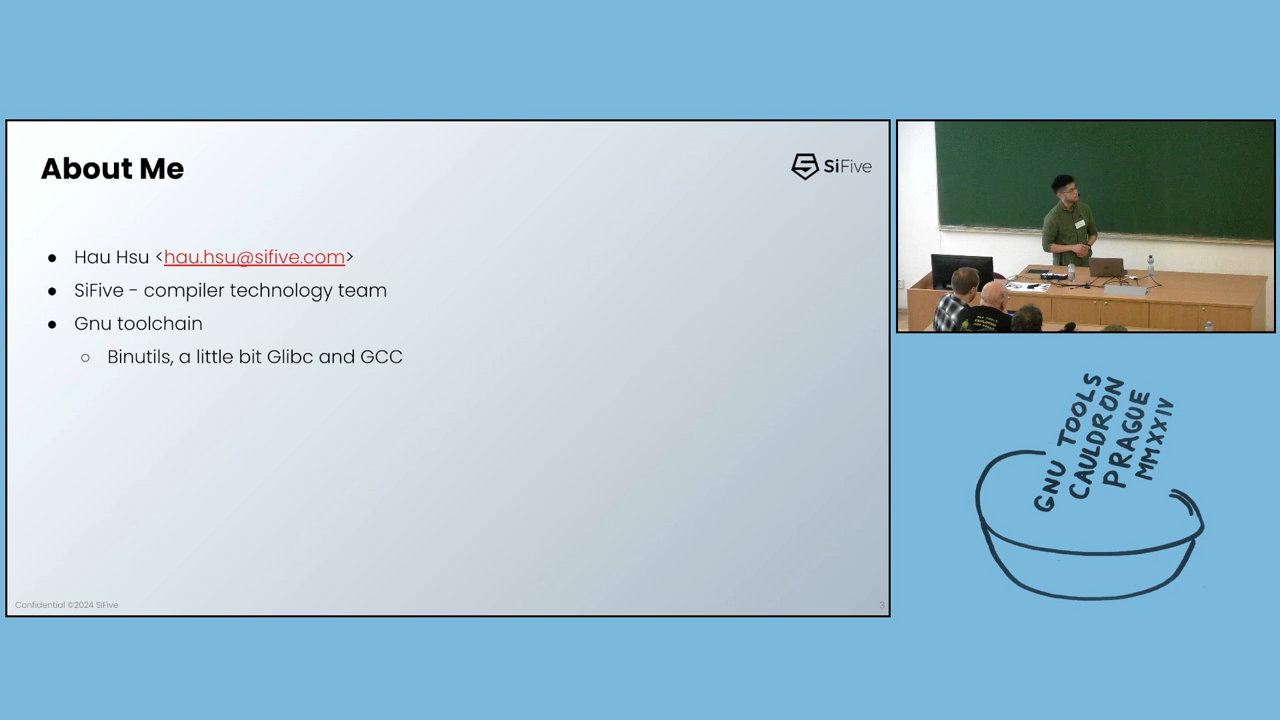 About Me
SiFive
● Hau Hsu <hau.hsu@sifive.com>
● SiFive - compiler technology team
● Gnu toolchain
○ Binutils, a little bit Glibc and GCC
Confidential ©2024 SiFive
3
GNU TOOLS
CAULDRON
PRAGUE
MMXXIV